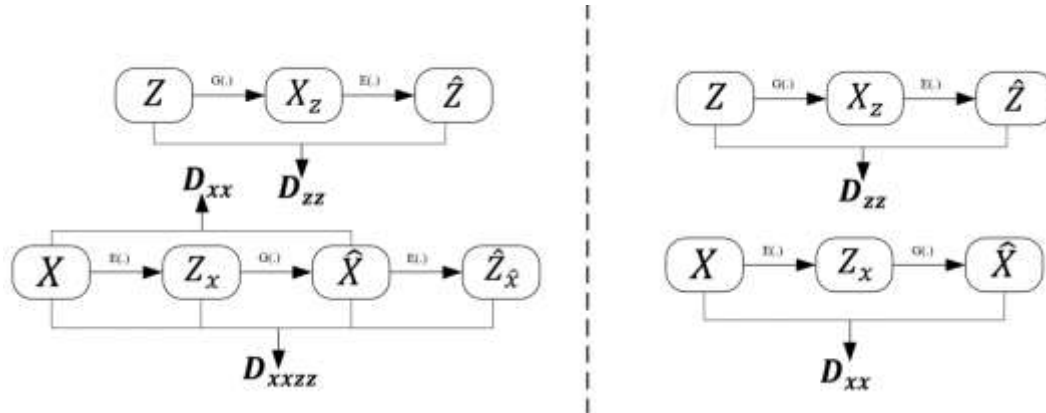 Z G(.) X_z E(.) Ẑ
D_xx D_zz
X E(.) Z_x G(.) X̂ E(.) Ẑ_x̂
D_xxzz
Z G(.) X_z E(.) Ẑ
D_zz
X E(.) Z_x G(.) X̂
D_xx